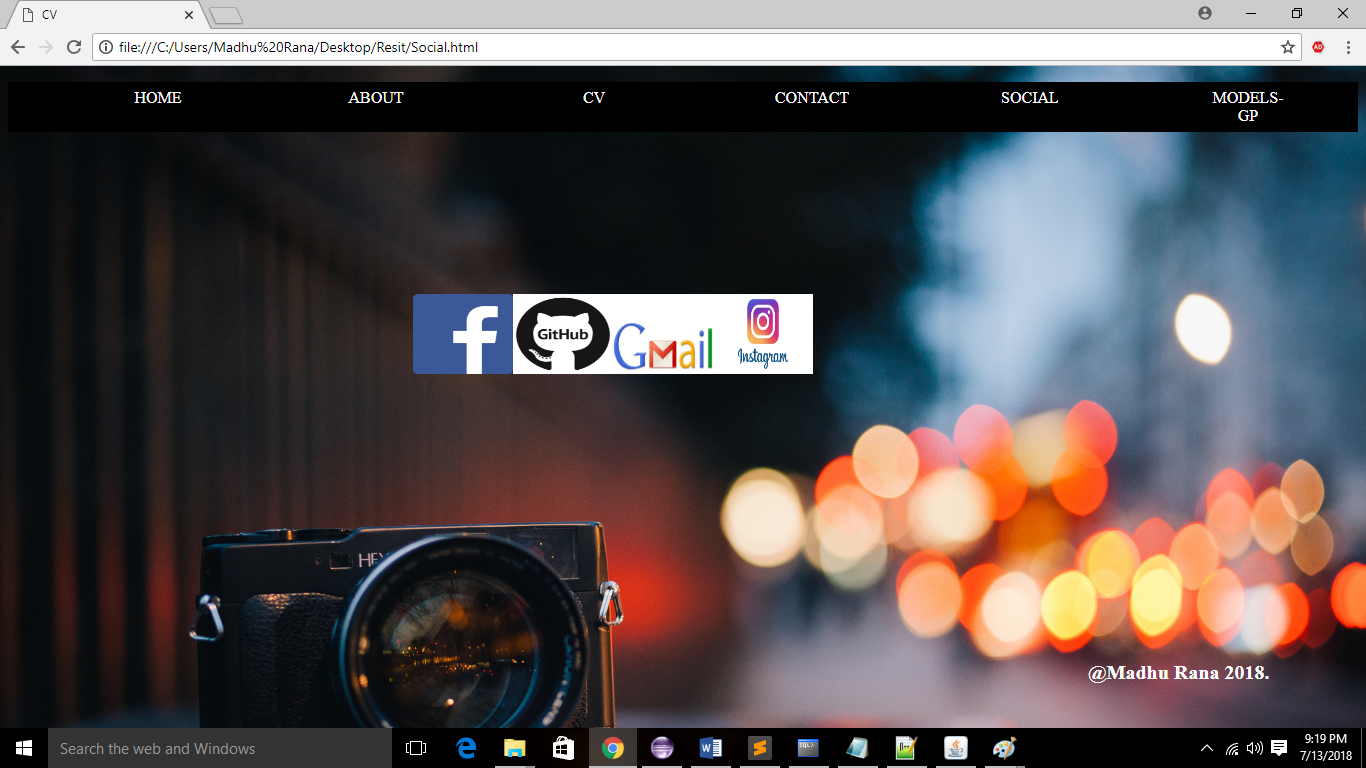 CV
file:///C:/Users/Madhu%20Rana/Desktop/Resit/Social.html
AD
HOME ABOUT CV CONTACT SOCIAL MODELS-
GP
f GitHub Gmail Instagram
@Madhu Rana 2018.
Search the web and Windows
9:19 PM
7/13/2018